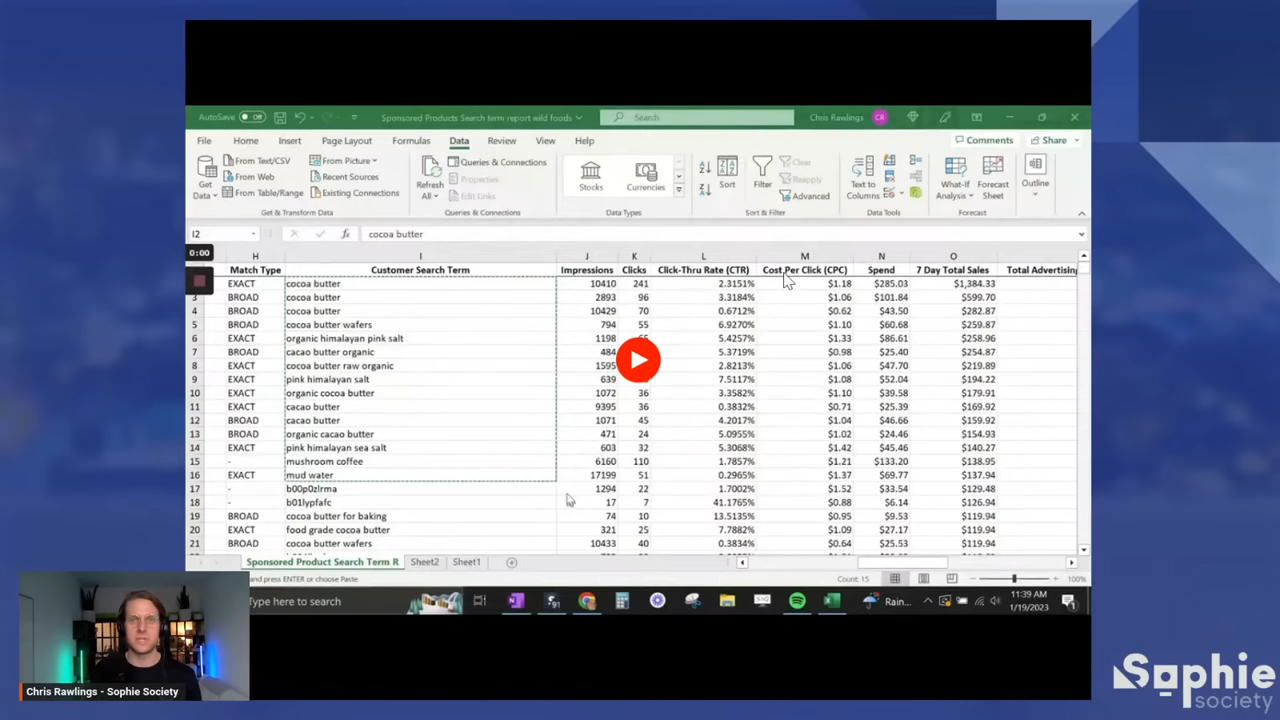 AutoSave Off Sponsored Products Search term report wild foods Search Chris Rawlings CR
File Home Insert Page Layout Formulas Data Review View Help Comments Share
Get Data From Text/CSV From Web From Table/Range From Picture Recent Sources Existing Connections Get & Transform Data
Refresh All Queries & Connections Properties Edit Links Queries & Connections
Stocks Currencies Data Types
Sort Filter Clear Reapply Advanced Sort & Filter
Text to Columns Data Tools
What-If Analysis Forecast Sheet Forecast
Outline
I2 fx cocoa butter
0:00
H I J K L M N O
Match Type Customer Search Term Impressions Clicks Click-Thru Rate (CTR) Cost Per Click (CPC) Spend 7 Day Total Sales Total Advertising
EXACT cocoa butter 10410 241 2.3151% $1.18 $285.03 $1,384.33
3 BROAD cocoa butter 2893 96 3.3184% $1.06 $101.84 $599.70
4 BROAD cocoa butter 10429 70 0.6712% $0.62 $43.50 $282.87
5 BROAD cocoa butter wafers 794 55 6.9270% $1.10 $60.68 $259.87
6 EXACT organic himalayan pink salt 1198 5.4257% $1.33 $86.61 $258.96
7 BROAD cacao butter organic 484 5.3719% $0.98 $25.40 $254.87
8 EXACT cocoa butter raw organic 1595 2.8213% $1.06 $47.70 $219.89
9 EXACT pink himalayan salt 639 7.5117% $1.08 $52.04 $194.22
10 EXACT organic cocoa butter 1072 36 3.3582% $1.10 $39.58 $179.91
11 EXACT cacao butter 9395 36 0.3832% $0.71 $25.39 $169.92
12 BROAD cacao butter 1071 45 4.2017% $1.04 $46.66 $159.92
13 BROAD organic cacao butter 471 24 5.0955% $1.02 $24.46 $154.93
14 EXACT pink himalayan sea salt 603 32 5.3068% $1.42 $45.46 $140.27
15 - mushroom coffee 6160 110 1.7857% $1.21 $133.20 $138.95
16 EXACT mud water 17199 51 0.2965% $1.37 $69.77 $137.94
17 - b00p0zlrma 1294 22 1.7002% $1.52 $33.54 $129.48
18 - b01lypfafc 17 7 41.1765% $0.88 $6.14 $126.94
19 BROAD cocoa butter for baking 74 10 13.5135% $0.95 $9.53 $119.94
20 EXACT food grade cocoa butter 321 25 7.7882% $1.09 $27.17 $119.94
21 BROAD cocoa butter wafers 10433 40 0.3834% $0.64 $25.53 $119.94
Sponsored Product Search Term R Sheet2 Sheet1
and press ENTER or choose Paste Count: 15 100%
Type here to search Rain... 11:39 AM
1/19/2023
Chris Rawlings - Sophie Society
Sophie
society